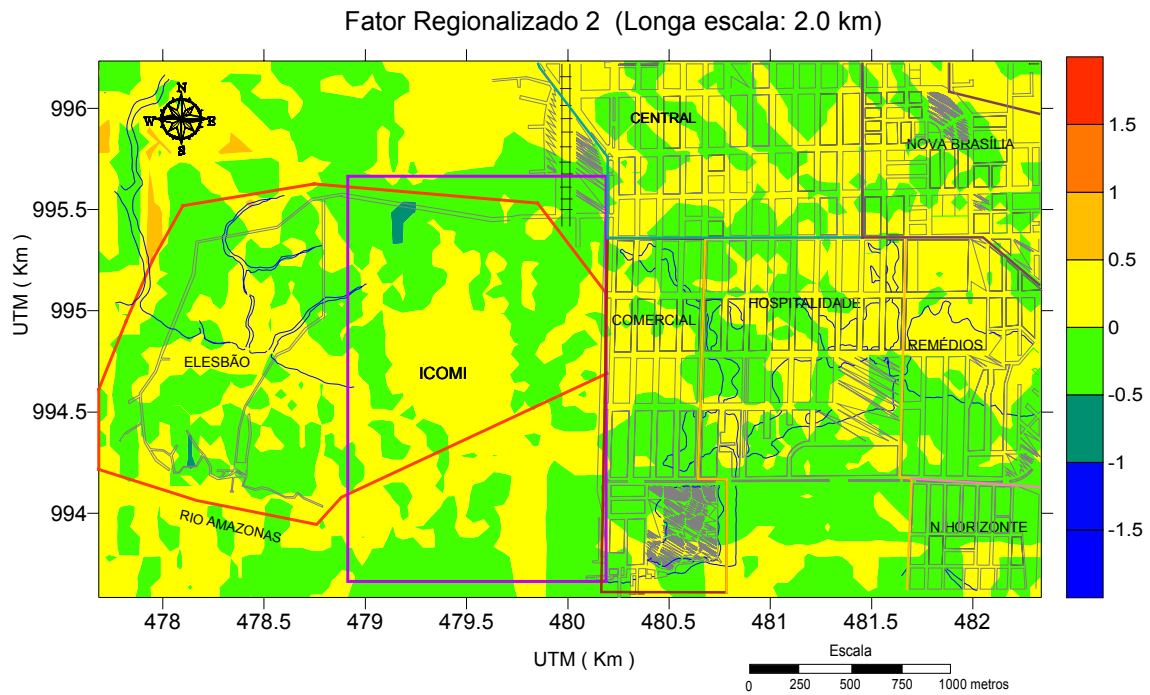 Fator Regionalizado 2 (Longa escala: 2.0 km)
N
W
E
S
CENTRAL
NOVA BRASÍLIA
HOSPITALIDADE
COMERCIAL
REMÉDIOS
ELESBÃO
ICOMI
RIO AMAZONAS
N.HORIZONTE
UTM ( Km )
996
995.5
995
994.5
994
478
478.5
479
479.5
480
480.5
481
481.5
482
UTM ( Km )
1.5
1
0.5
0
-0.5
-1
-1.5
Escala
0 250 500 750 1000 metros